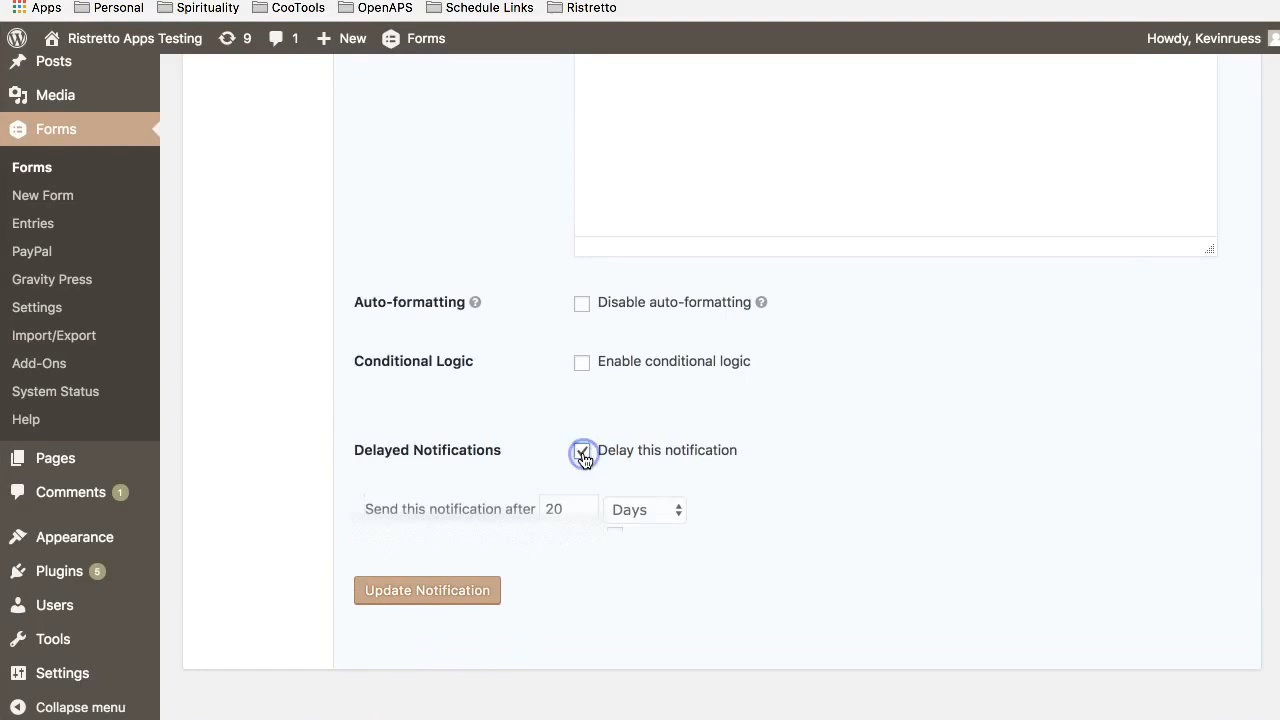 Apps Personal Spirituality CooTools OpenAPS Schedule Links Ristretto
Ristretto Apps Testing 9 1 New Forms Howdy, Kevinruess
Posts
Media
Forms
Forms
New Form
Entries
PayPal
Gravity Press
Settings
Import/Export
Add-Ons
System Status
Help
Pages
Comments 1
Appearance
Plugins 5
Users
Tools
Settings
Collapse menu
Auto-formatting ? Disable auto-formatting ?
Conditional Logic Enable conditional logic
Delayed Notifications Delay this notification
Send this notification after 20 Days
Update Notification